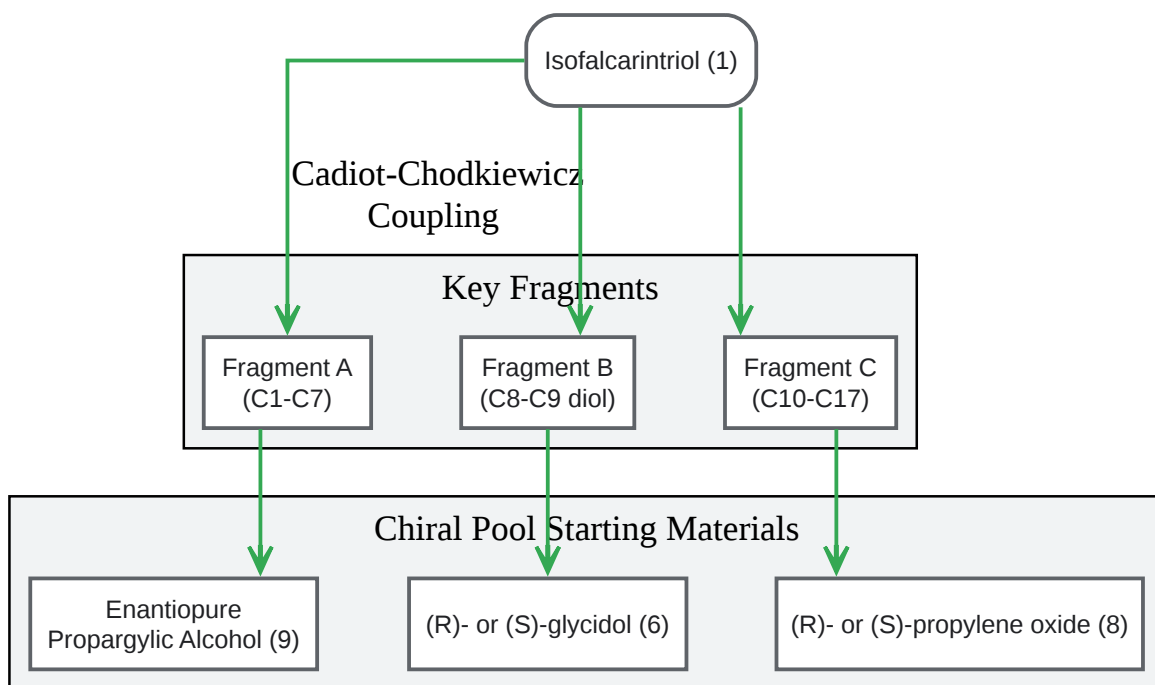 Isofalcarintriol (1)
Cadiot-Chodkiewicz
Coupling
Key Fragments
Fragment A
(C1-C7)
Fragment B
(C8-C9 diol)
Fragment C
(C10-C17)
Chiral Pool Starting Materials
Enantiopure
Propargylic Alcohol (9)
(R)- or (S)-glycidol (6)
(R)- or (S)-propylene oxide (8)